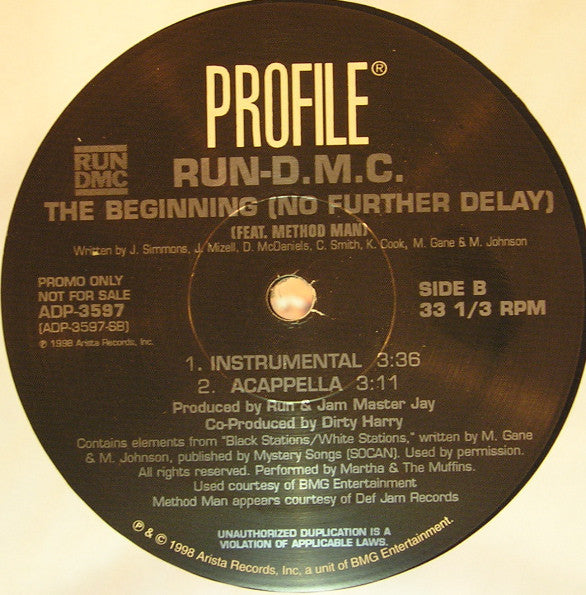 PROFILE®
RUN
DMC
RUN-D.M.C.
THE BEGINNING (NO FURTHER DELAY)
(FEAT. METHOD MAN)
Written by J. Simmons, J. Mizell, D. McDaniels, C. Smith, K. Cook, M. Gane & M. Johnson
PROMO ONLY
NOT FOR SALE
ADP-3597
(ADP-3597-SB)
℗ 1998 Arista Records, Inc.
SIDE B
33 1/3 RPM
1. INSTRUMENTAL 3:36
2. ACAPPELLA 3:11
Produced by Run & Jam Master Jay
Co-Produced by Dirty Harry
Contains elements from "Black Stations/White Stations," written by M. Gane
& M. Johnson, published by Mystery Songs (SOCAN). Used by permission.
All rights reserved. Performed by Martha & The Muffins.
Used courtesy of BMG Entertainment
Method Man appears courtesy of Def Jam Records
UNAUTHORIZED DUPLICATION IS A
VIOLATION OF APPLICABLE LAWS.
℗ & © 1998 Arista Records, Inc, a unit of BMG Entertainment.